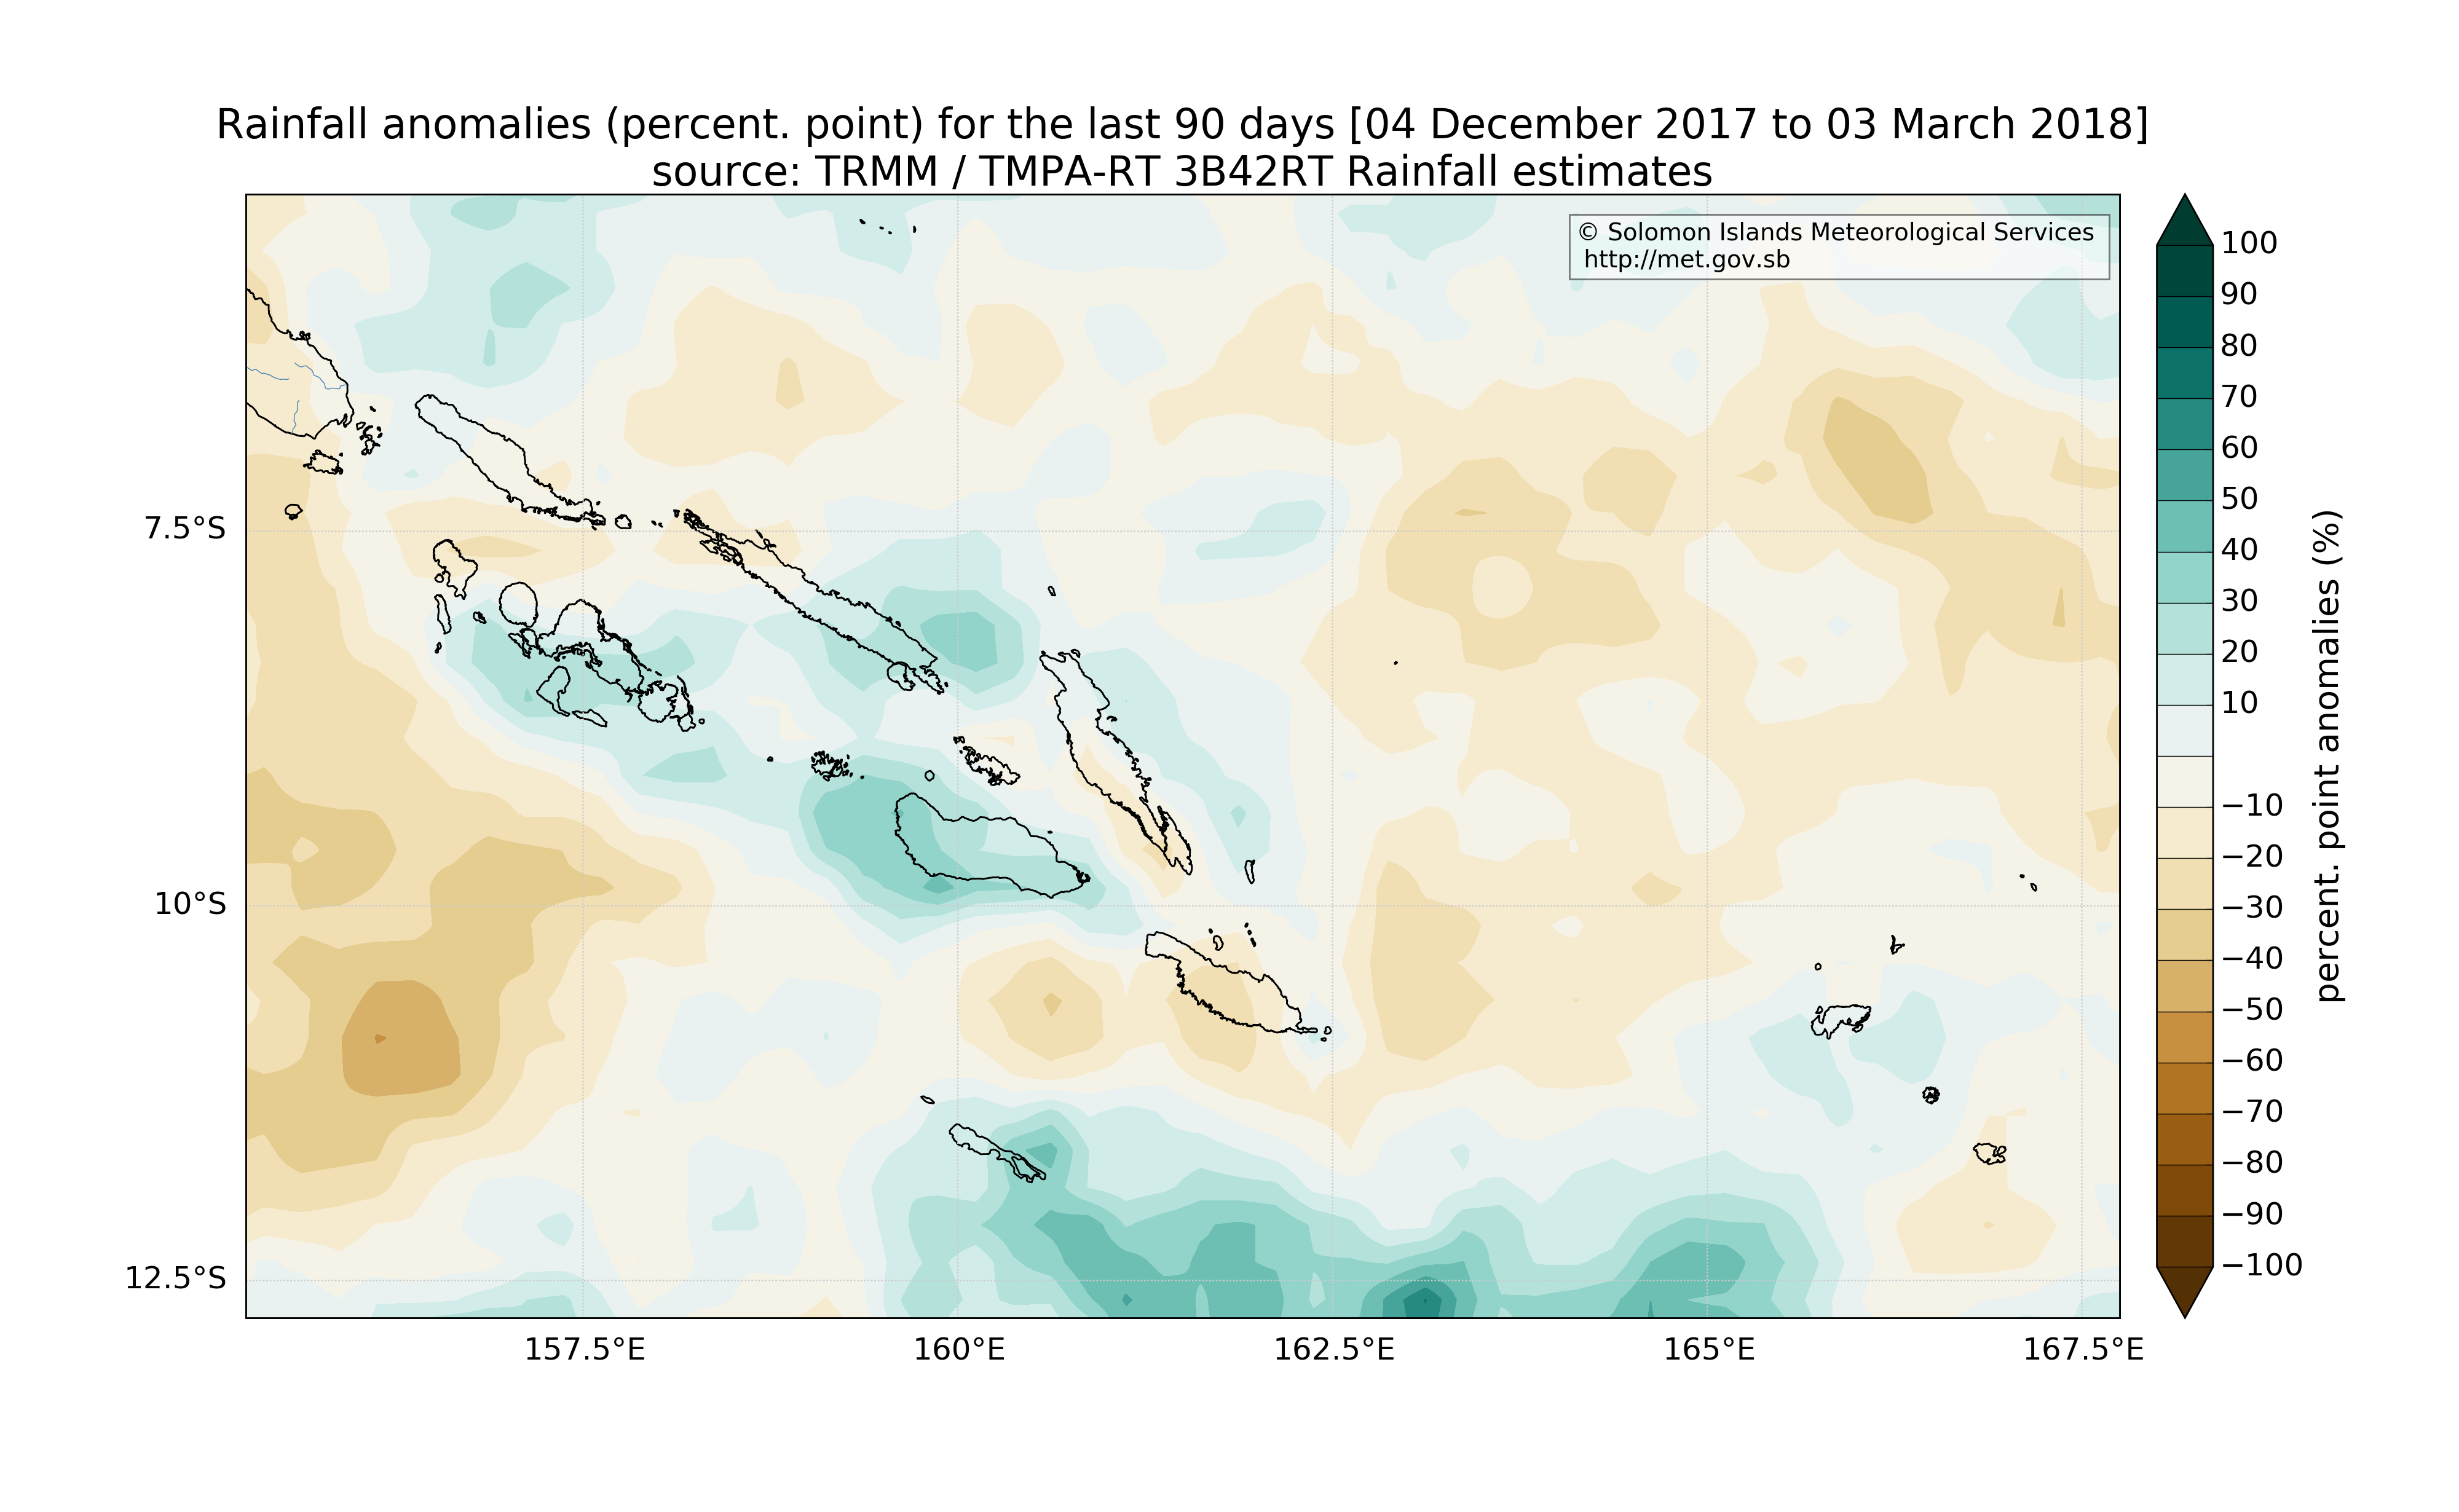 Rainfall anomalies (percent. point) for the last 90 days [04 December 2017 to 03 March 2018]
source: TRMM / TMPA-RT 3B42RT Rainfall estimates
© Solomon Islands Meteorological Services
http://met.gov.sb
7.5°S
10°S
12.5°S
157.5°E
160°E
162.5°E
165°E
167.5°E
100
90
80
70
60
50
40
30
20
10
−10
−20
−30
−40
−50
−60
−70
−80
−90
−100
percent. point anomalies (%)